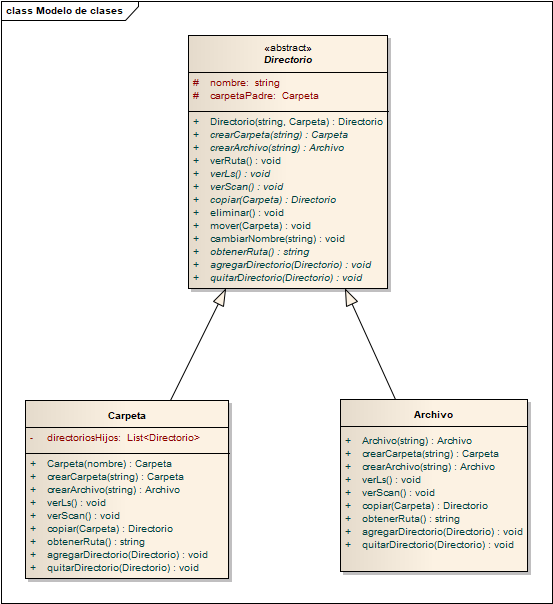 class Modelo de clases
«abstract»
Directorio
# nombre: string
# carpetaPadre: Carpeta
+ Directorio(string, Carpeta) : Directorio
+ crearCarpeta(string) : Carpeta
+ crearArchivo(string) : Archivo
+ verRuta() : void
+ verLs() : void
+ verScan() : void
+ copiar(Carpeta) : Directorio
+ eliminar() : void
+ mover(Carpeta) : void
+ cambiarNombre(string) : void
+ obtenerRuta() : string
+ agregarDirectorio(Directorio) : void
+ quitarDirectorio(Directorio) : void
Carpeta
- directoriosHijos: List<Directorio>
+ Carpeta(nombre) : Carpeta
+ crearCarpeta(string) : Carpeta
+ crearArchivo(string) : Archivo
+ verLs() : void
+ verScan() : void
+ copiar(Carpeta) : Directorio
+ obtenerRuta() : string
+ agregarDirectorio(Directorio) : void
+ quitarDirectorio(Directorio) : void
Archivo
+ Archivo(string) : Archivo
+ crearCarpeta(string) : Carpeta
+ crearArchivo(string) : Archivo
+ verLs() : void
+ verScan() : void
+ copiar(Carpeta) : Directorio
+ obtenerRuta() : string
+ agregarDirectorio(Directorio) : void
+ quitarDirectorio(Directorio) : void